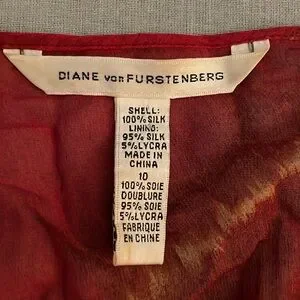 DIANE von FURSTENBERG
SHELL:
100% SILK
LINING:
95% SILK
5% LYCRA
MADE IN
CHINA
10
100% SOIE
DOUBLURE
95% SOIE
5% LYCRA
FABRIQUE
EN CHINE